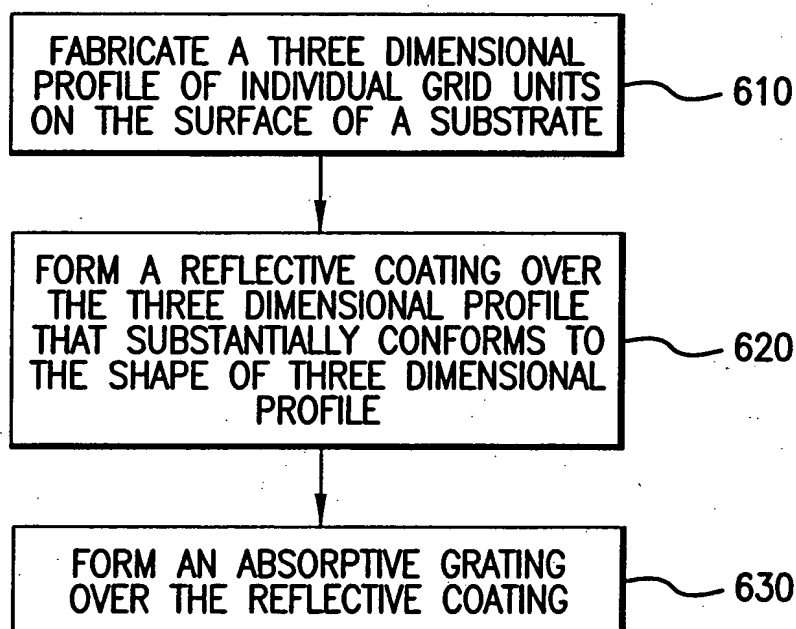 FABRICATE A THREE DIMENSIONAL
PROFILE OF INDIVIDUAL GRID UNITS
ON THE SURFACE OF A SUBSTRATE
610
FORM A REFLECTIVE COATING OVER
THE THREE DIMENSIONAL PROFILE
THAT SUBSTANTIALLY CONFORMS TO
THE SHAPE OF THREE DIMENSIONAL
PROFILE
620
FORM AN ABSORPTIVE GRATING
OVER THE REFLECTIVE COATING
630